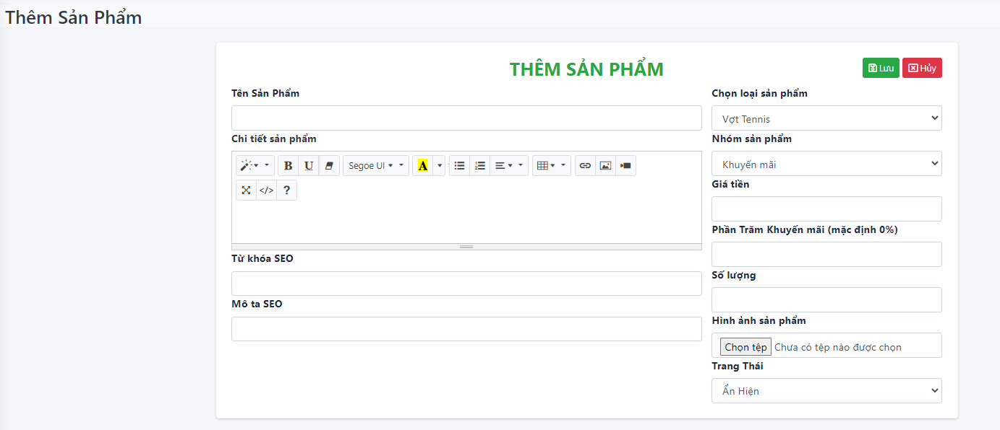 Thêm Sản Phẩm
THÊM SẢN PHẨM
Lưu Hủy
Tên Sản Phẩm
Chi tiết sản phẩm
B U Segoe UI A
</> ?
Từ khóa SEO
Mô ta SEO
Chọn loại sản phẩm
Vợt Tennis
Nhóm sản phẩm
Khuyến mãi
Giá tiền
Phần Trăm Khuyến mãi (mặc định 0%)
Số lượng
Hình ảnh sản phẩm
Chọn tệp Chưa có tệp nào được chọn
Trang Thái
Ẩn Hiện